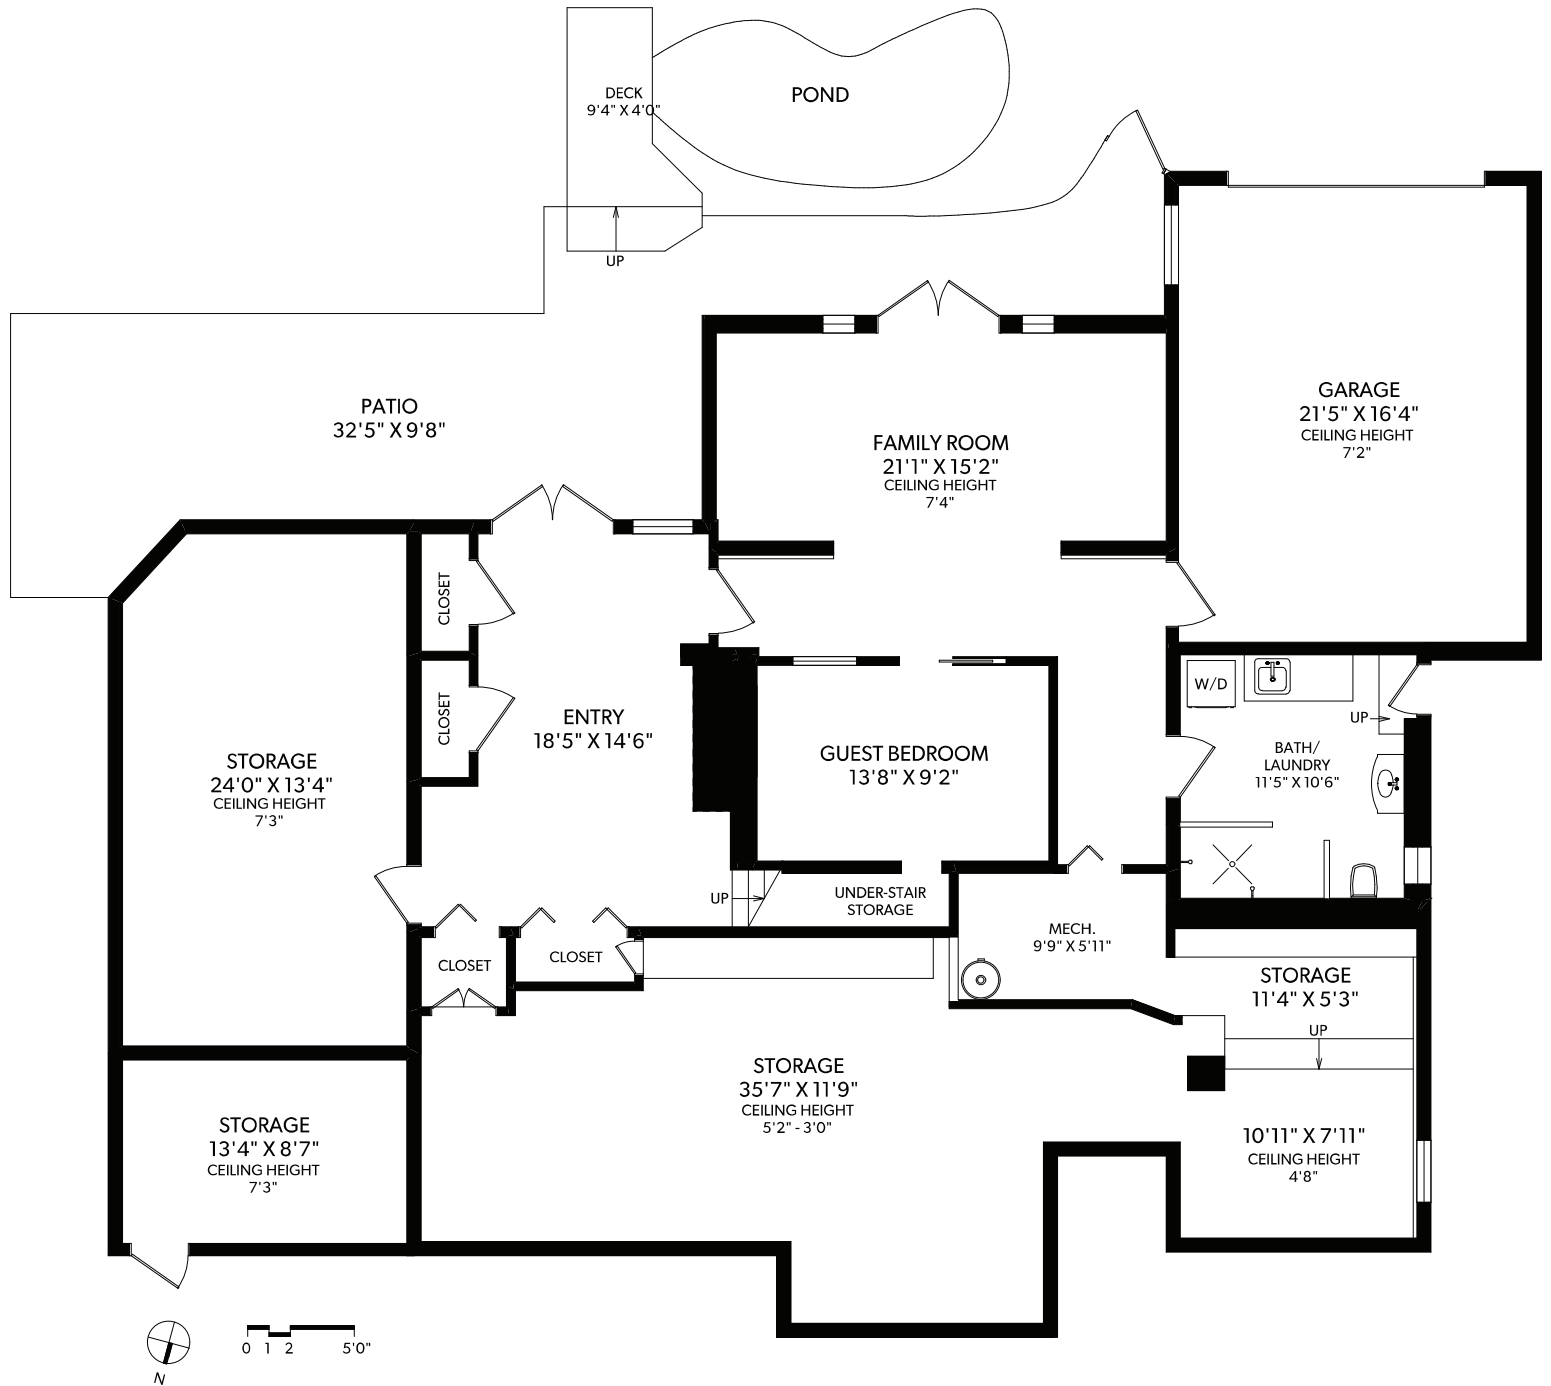 DECK
9'4" X 4'0"
POND
UP
PATIO
32'5" X 9'8"
FAMILY ROOM
21'1" X 15'2"
CEILING HEIGHT
7'4"
GARAGE
21'5" X 16'4"
CEILING HEIGHT
7'2"
CLOSET
CLOSET
ENTRY
18'5" X 14'6"
STORAGE
24'0" X 13'4"
CEILING HEIGHT
7'3"
GUEST BEDROOM
13'8" X 9'2"
W/D
UP
BATH/
LAUNDRY
11'5" X 10'6"
UP
UNDER-STAIR
STORAGE
CLOSET
CLOSET
MECH.
9'9" X 5'11"
STORAGE
11'4" X 5'3"
UP
STORAGE
35'7" X 11'9"
CEILING HEIGHT
5'2" - 3'0"
STORAGE
13'4" X 8'7"
CEILING HEIGHT
7'3"
10'11" X 7'11"
CEILING HEIGHT
4'8"
N
0 1 2 5'0"